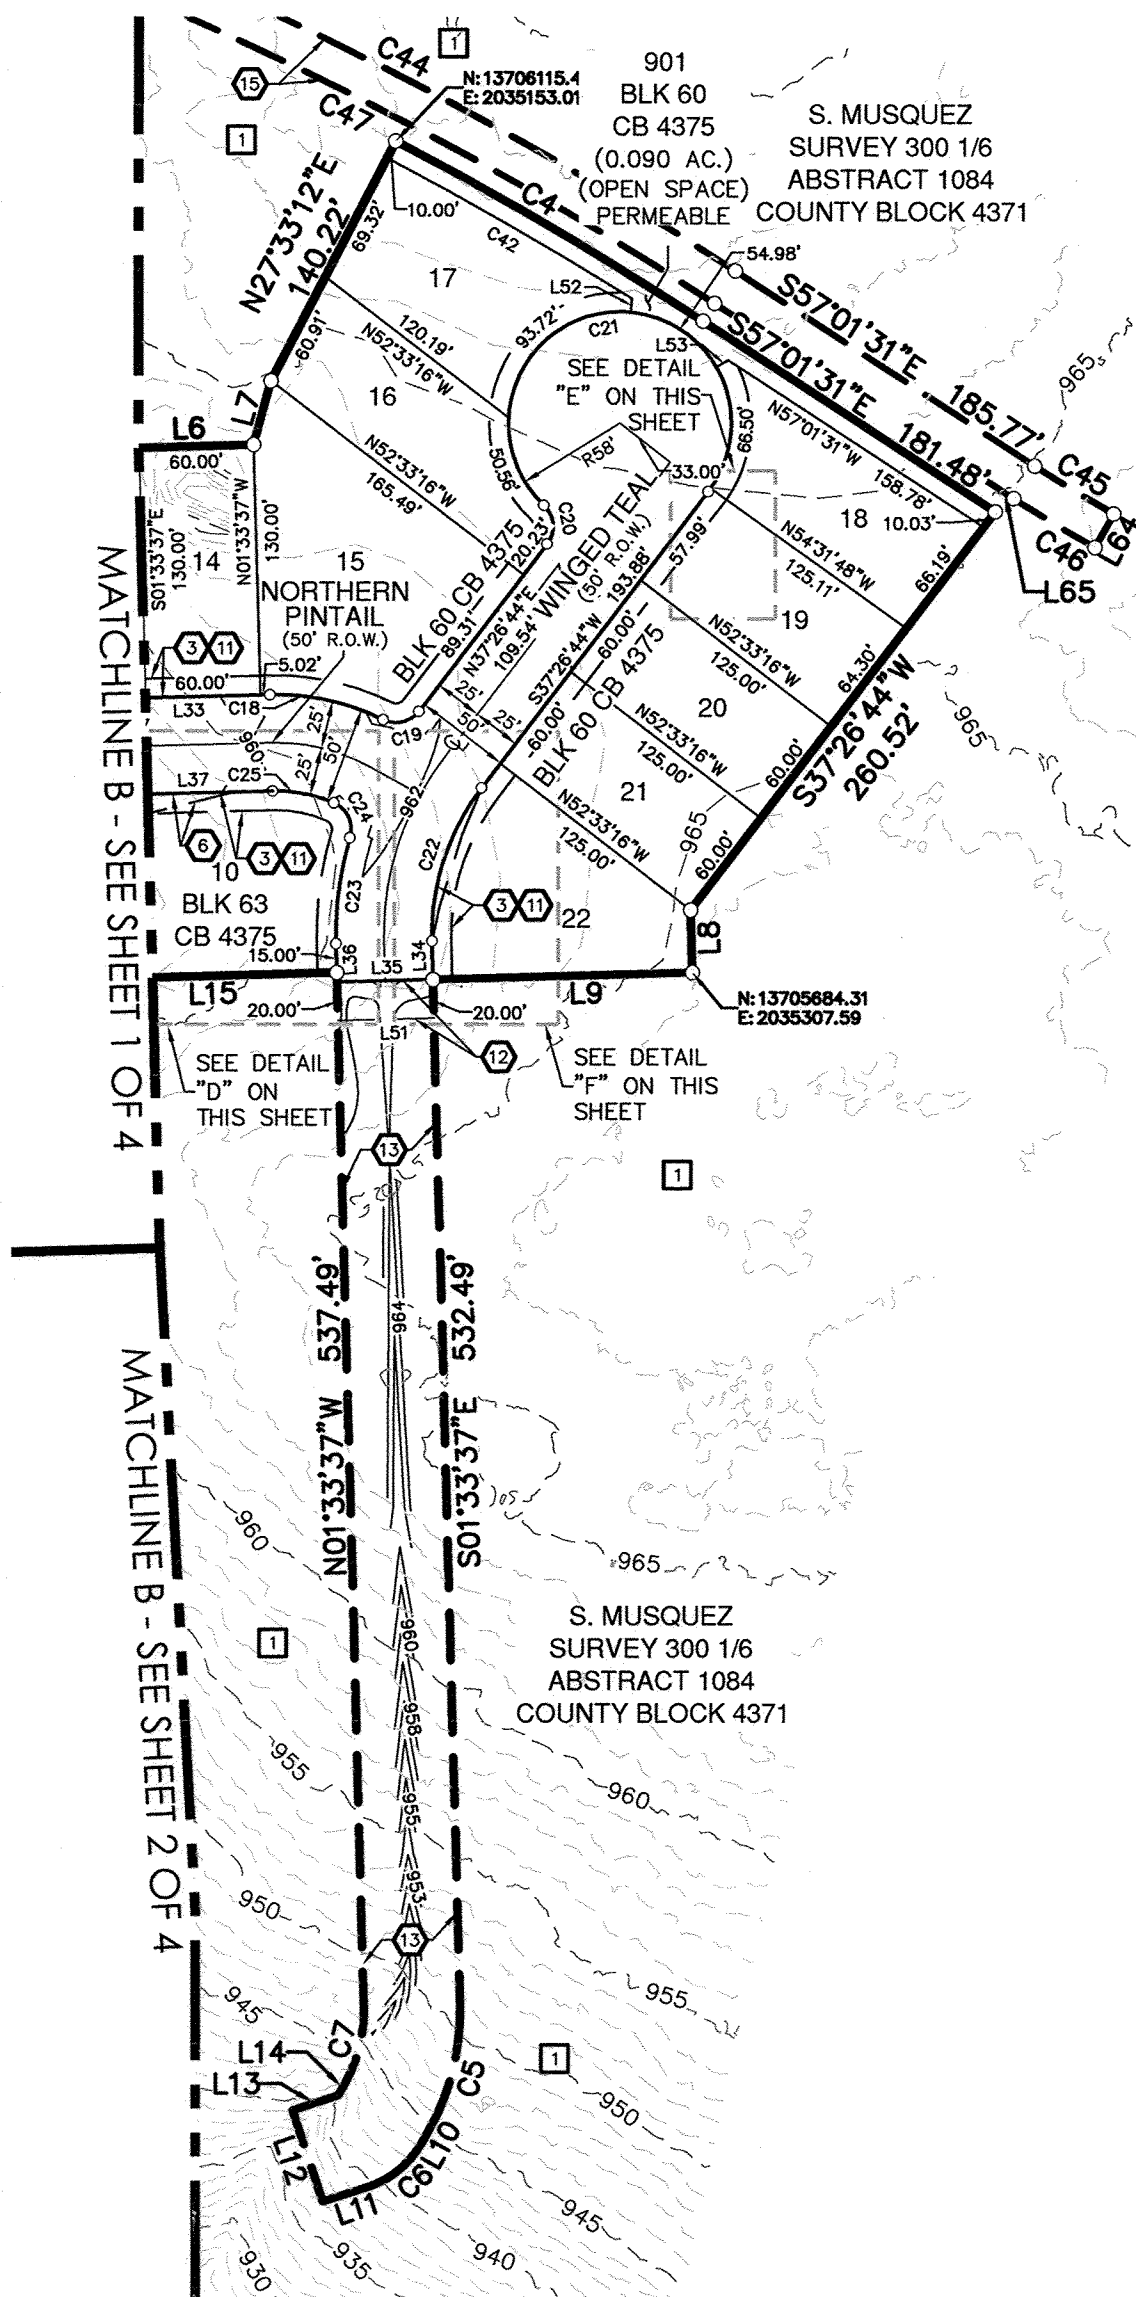 C44
1
15
C47
1
N:13706115.4
E: 2035153.01
901
BLK 60
CB 4375
(0.090 AC.)
(OPEN SPACE)
PERMEABLE
S. MUSQUEZ
SURVEY 300 1/6
ABSTRACT 1084
COUNTY BLOCK 4371
N27°33'12"E
140.22'
69.32'
60.91'
10.00'
C4
C42
17
L52
54.98'
S57°01'31"E
185.77'
S57°01'31"E
181.48'
965
C45
C46
L64
L65
93.72'
C21
L53
SEE DETAIL
"E" ON THIS
SHEET
120.19'
N52°33'16"W
16
R58'
66.50'
N57°01'31"W
158.78'
10.03'
L7
L6
60.00'
N52°33'16"W
165.49'
50.56'
33.00'
18
C20
S01°33'37"E
130.00'
14
N01°33'37"W
130.00'
15
NORTHERN
PINTAIL
(50' R.O.W.)
BLK 60 CB 4375
89.31'
120.23'
N37°26'44"E
109.54'
WINGED TEAL
(50' R.O.W.)
193.88'
S37°26'44"W
57.99'
N54°31'48"W
125.11'
66.19'
19
3
11
60.00'
5.02'
L33
C18
C19
25'
50'
25'
60.00'
60.00'
BLK 60 CB 4375
N52°33'16"W
125.00'
64.30'
20
N52°33'16"W
125.00'
60.00'
S37°26'44"W
260.52'
965
25'
50'
25'
960
L37
C25
C24
962
21
N52°33'16"W
125.00'
965
60.00'
6
10
3
11
BLK 63
CB 4375
C23
C22
3
11
22
15.00'
L36
L35
L34
L15
L9
L8
N:13705684.31
E: 2035307.59
20.00'
20.00'
L51
12
SEE DETAIL
"D" ON
THIS SHEET
SEE DETAIL
"F" ON THIS
SHEET
MATCHLINE B - SEE SHEET 1 OF 4
13
1
537.49'
N01°33'37"W
964
532.49'
S01°33'37"E
MATCHLINE B - SEE SHEET 2 OF 4
960
965
S. MUSQUEZ
SURVEY 300 1/6
ABSTRACT 1084
COUNTY BLOCK 4371
1
960
958
955
955
953
960
950
13
945
955
C7
L14
L13
C5
1
950
L12
L11
C6
L10
945
940
935
930